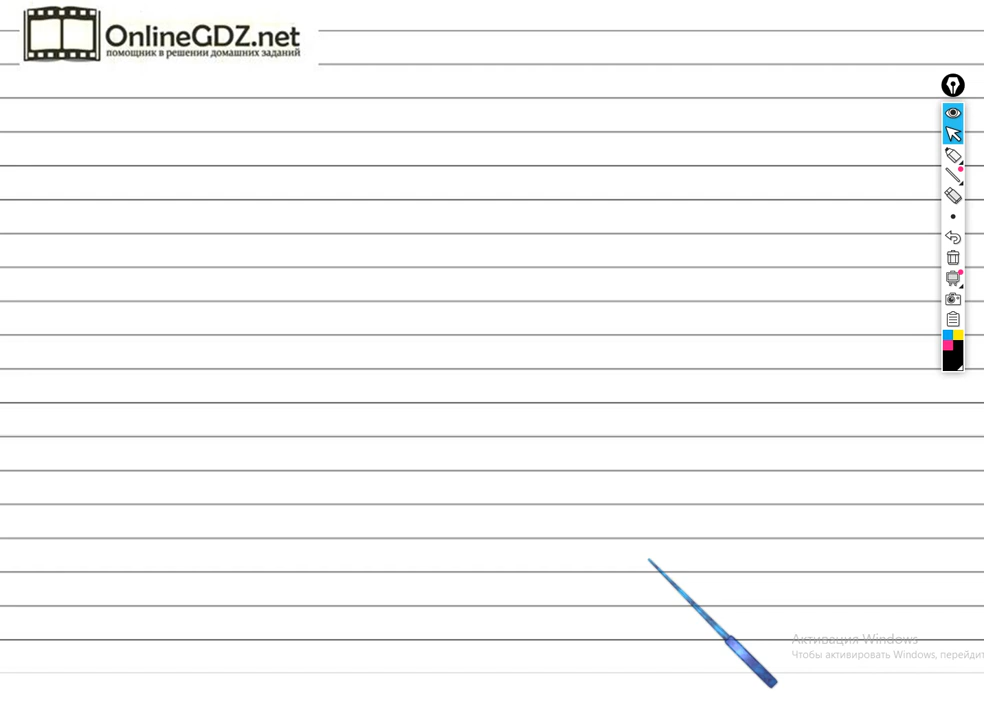 OnlineGDZ.net
помощник в решении домашних заданий
Активация Windows
Чтобы активировать Windows, перейдит